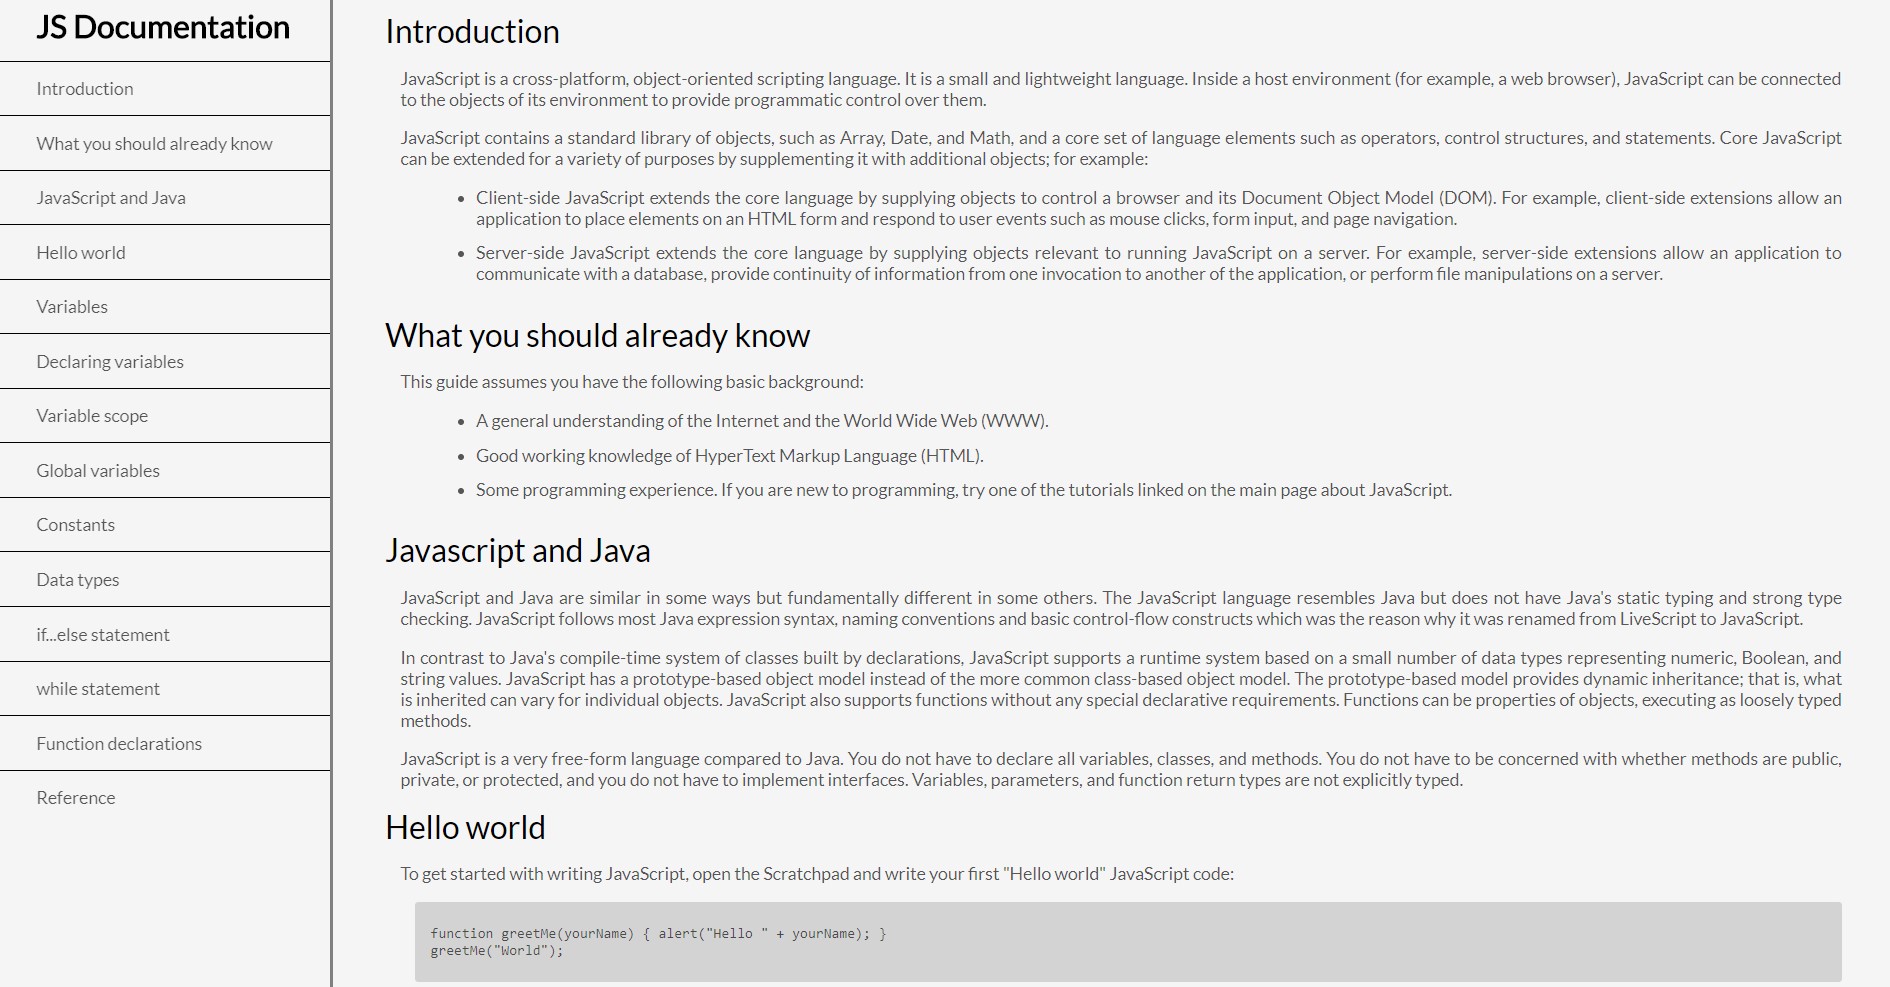 JS Documentation
Introduction
What you should already know
JavaScript and Java
Hello world
Variables
Declaring variables
Variable scope
Global variables
Constants
Data types
if...else statement
while statement
Function declarations
Reference
Introduction
JavaScript is a cross-platform, object-oriented scripting language. It is a small and lightweight language. Inside a host environment (for example, a web browser), JavaScript can be connected
to the objects of its environment to provide programmatic control over them.
JavaScript contains a standard library of objects, such as Array, Date, and Math, and a core set of language elements such as operators, control structures, and statements. Core JavaScript
can be extended for a variety of purposes by supplementing it with additional objects; for example:
• Client-side JavaScript extends the core language by supplying objects to control a browser and its Document Object Model (DOM). For example, client-side extensions allow an
application to place elements on an HTML form and respond to user events such as mouse clicks, form input, and page navigation.
• Server-side JavaScript extends the core language by supplying objects relevant to running JavaScript on a server. For example, server-side extensions allow an application to
communicate with a database, provide continuity of information from one invocation to another of the application, or perform file manipulations on a server.
What you should already know
This guide assumes you have the following basic background:
• A general understanding of the Internet and the World Wide Web (WWW).
• Good working knowledge of HyperText Markup Language (HTML).
• Some programming experience. If you are new to programming, try one of the tutorials linked on the main page about JavaScript.
Javascript and Java
JavaScript and Java are similar in some ways but fundamentally different in some others. The JavaScript language resembles Java but does not have Java's static typing and strong type
checking. JavaScript follows most Java expression syntax, naming conventions and basic control-flow constructs which was the reason why it was renamed from LiveScript to JavaScript.
In contrast to Java's compile-time system of classes built by declarations, JavaScript supports a runtime system based on a small number of data types representing numeric, Boolean, and
string values. JavaScript has a prototype-based object model instead of the more common class-based object model. The prototype-based model provides dynamic inheritance; that is, what
is inherited can vary for individual objects. JavaScript also supports functions without any special declarative requirements. Functions can be properties of objects, executing as loosely typed
methods.
JavaScript is a very free-form language compared to Java. You do not have to declare all variables, classes, and methods. You do not have to be concerned with whether methods are public,
private, or protected, and you do not have to implement interfaces. Variables, parameters, and function return types are not explicitly typed.
Hello world
To get started with writing JavaScript, open the Scratchpad and write your first "Hello world" JavaScript code:
function greetMe(yourName) { alert("Hello " + yourName); }
greetMe("World");